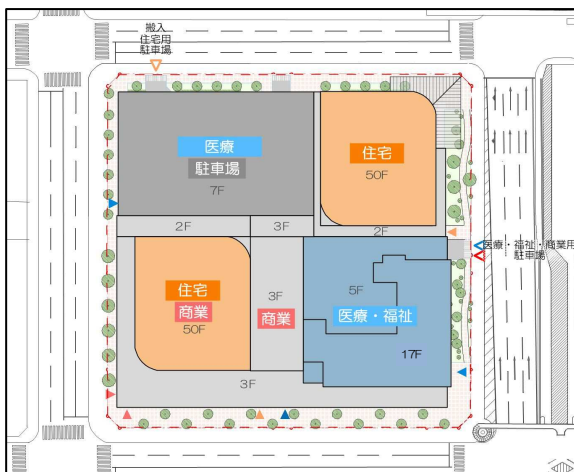 搬入
住宅用
駐車場
医療
駐車場
7F
住宅
50F
2F
3F
2F
医療・福祉・商業用
駐車場
住宅
商業
50F
3F
商業
5F
医療・福祉
17F
3F